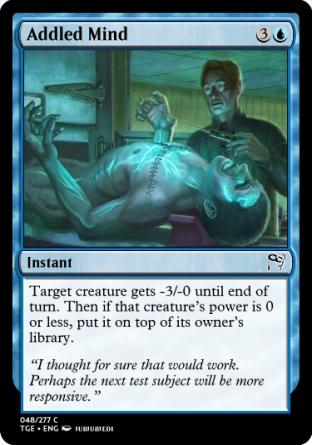 Addled Mind 3
Instant
Target creature gets -3/-0 until end of
turn. Then if that creature's power is 0
or less, put it on top of its owner's
library.
"I thought for sure that would work.
Perhaps the next test subject will be more
responsive."
048/277 C
TGE • ENG